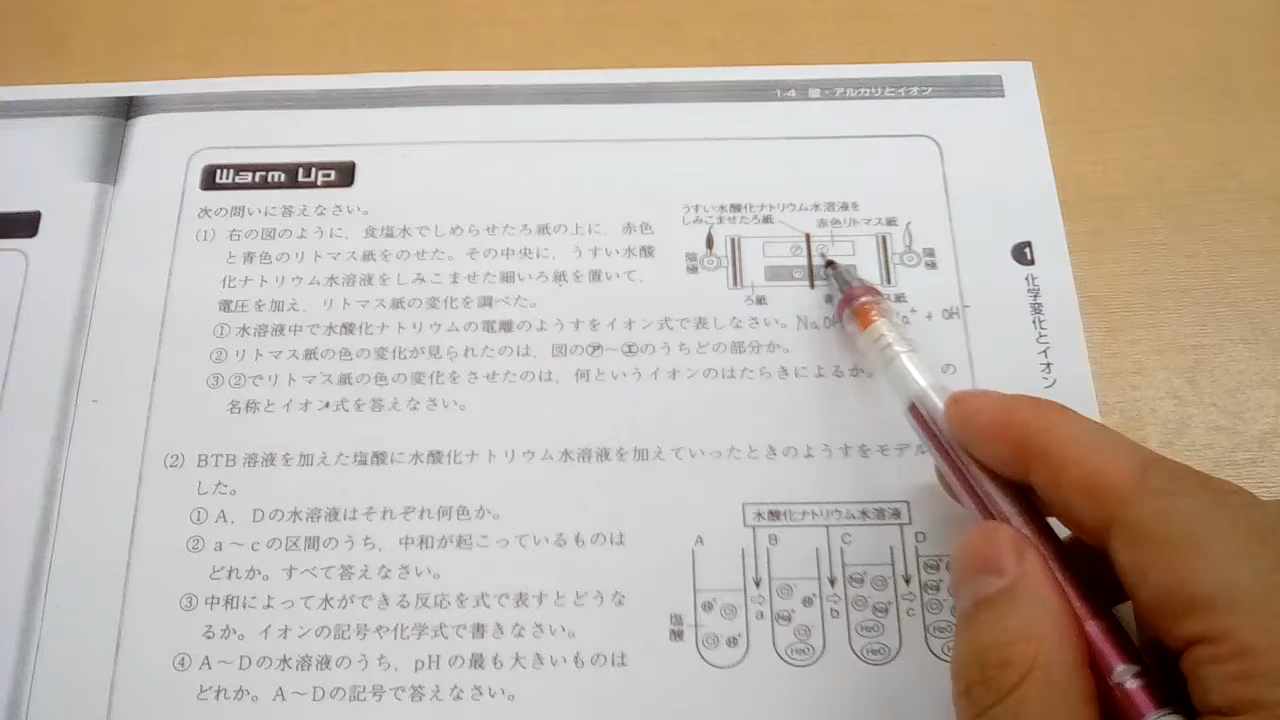 1-4 酸・アルカリとイオン
Warm Up
次の問いに答えなさい。
(1) 右の図のように，食塩水でしめらせたろ紙の上に，赤色
と青色のリトマス紙をのせた。その中央に，うすい水酸
化ナトリウム水溶液をしみこませた細いろ紙を置いて，
電圧を加え，リトマス紙の変化を調べた。
① 水溶液中で水酸化ナトリウムの電離のようすをイオン式で表しなさい。
② リトマス紙の色の変化が見られたのは，図の㋐～㋓のうちどの部分か。
③ ②でリトマス紙の色の変化をさせたのは，何というイオンのはたらきによるか。
の
名称とイオン式を答えなさい。
うすい水酸化ナトリウム水溶液を
しみこませたろ紙
赤色リトマス紙
陰極
㋐
㋑
陽極
ろ紙
マス紙
+ OH⁻
(2) BTB溶液を加えた塩酸に水酸化ナトリウム水溶液を加えていったときのようすをモデル
した。
① A，Dの水溶液はそれぞれ何色か。
② a～cの区間のうち，中和が起こっているものは
どれか。すべて答えなさい。
③ 中和によって水ができる反応を式で表すとどうな
るか。イオンの記号や化学式で書きなさい。
④ A～Dの水溶液のうち，pHの最も大きいものは
どれか。A～Dの記号で答えなさい。
水酸化ナトリウム水溶液
A B C D
塩酸
a b c
H⁺
H⁺
Na⁺
H⁺
H₂O
Na⁺
Na⁺
H₂O
H₂O
Na⁺
Na⁺
H₂O
H₂O
1
化学変化とイオン